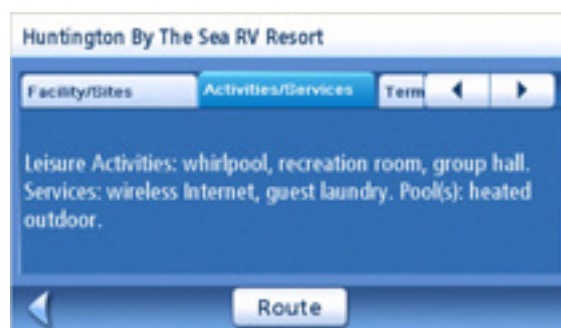 Huntington By The Sea RV Resort
Facility/Sites Activities/Services Term
Leisure Activities: whirlpool, recreation room, group hall.
Services: wireless Internet, guest laundry. Pool(s): heated
outdoor.
Route